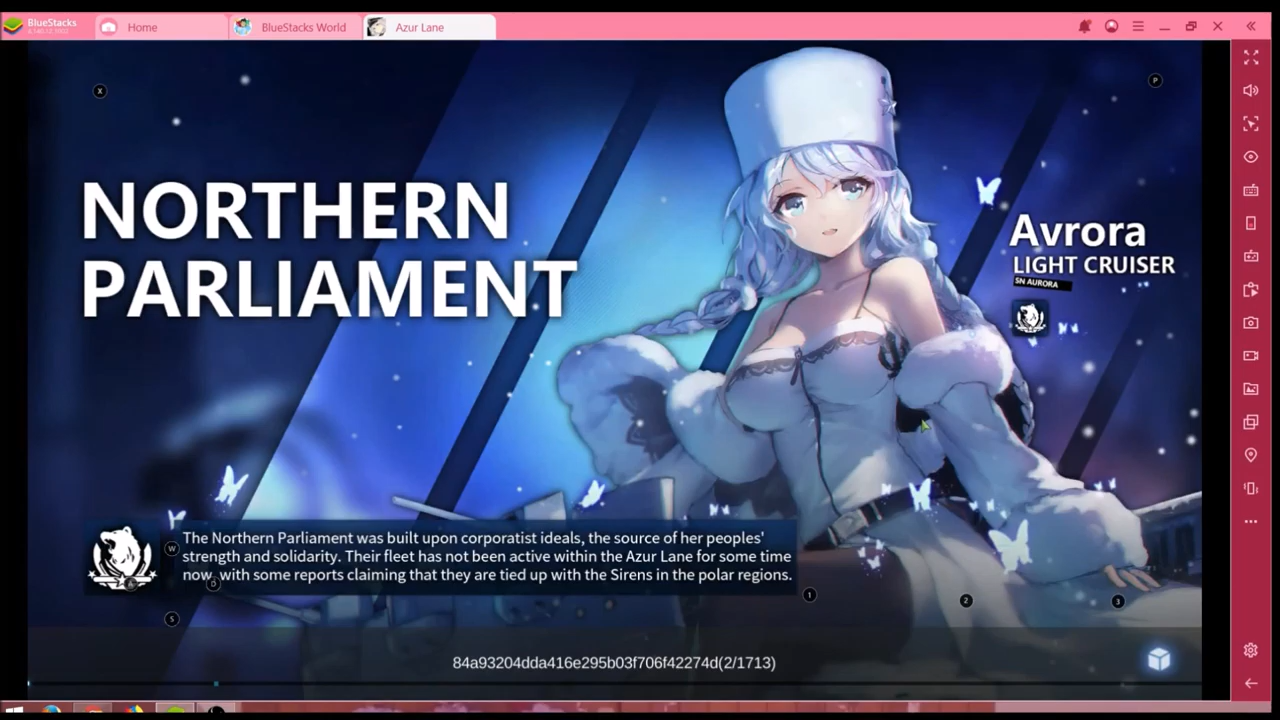 BlueStacks
Home
BlueStacks World
Azur Lane
X
P
NORTHERN
PARLIAMENT
Avrora
LIGHT CRUISER
SN AURORA
The Northern Parliament was built upon corporatist ideals, the source of her peoples'
W
strength and solidarity. Their fleet has not been active within the Azur Lane for some time
now, with some reports claiming that they are tied up with the Sirens in the polar regions.
D
S
1
2
3
84a93204dda416e295b03f706f42274d(2/1713)